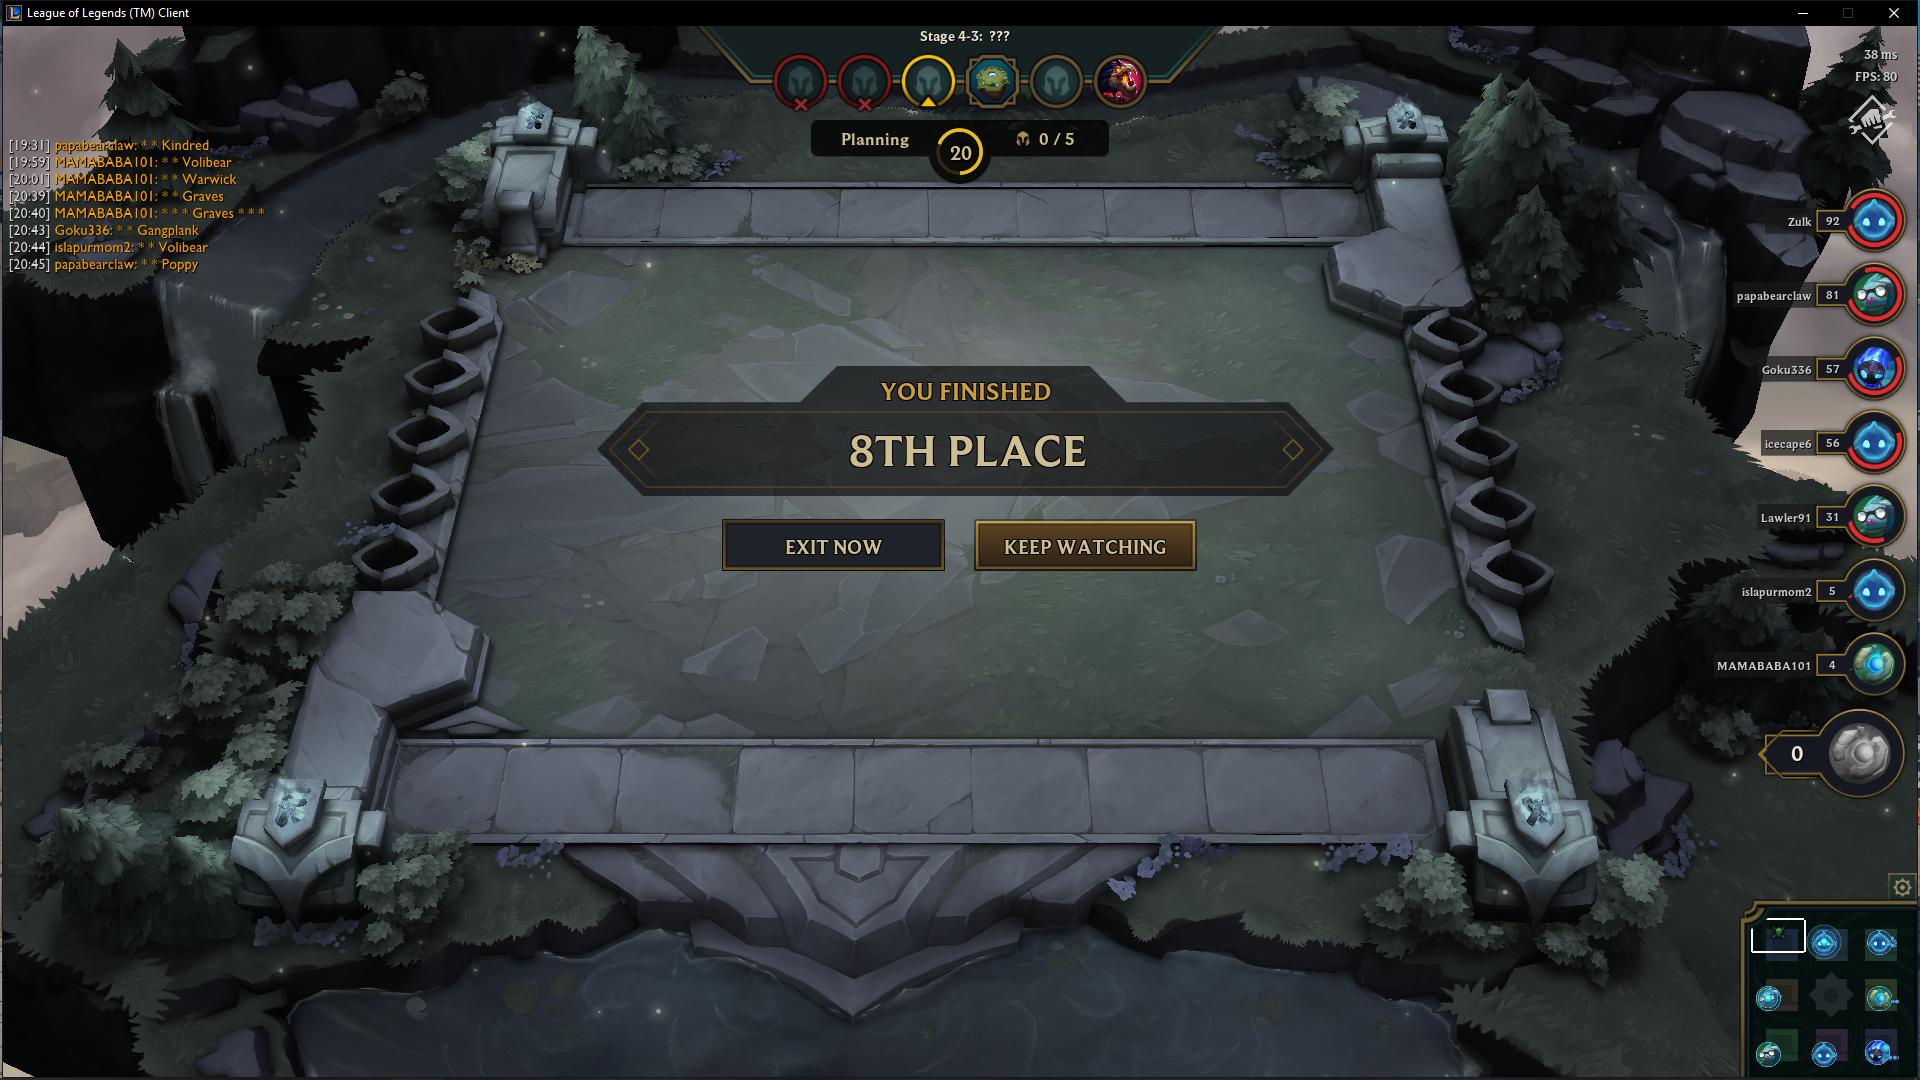 League of Legends (TM) Client
Stage 4-3: ???
38 ms
FPS: 80
Planning
20
0 / 5
[19:31] papabearclaw: * * Kindred
[19:59] MAMABABA101: * * Volibear
[20:01] MAMABABA101: * * Warwick
[20:39] MAMABABA101: * * Graves
[20:40] MAMABABA101: * * * Graves * * *
[20:43] Goku336: * * Gangplank
[20:44] islapurmom2: * * Volibear
[20:45] papabearclaw: * * Poppy
Zulk 92
papabearclaw 81
Goku336 57
icecape6 56
Lawler91 31
islapurmom2 5
MAMABABA101 4
0
YOU FINISHED
8TH PLACE
EXIT NOW
KEEP WATCHING